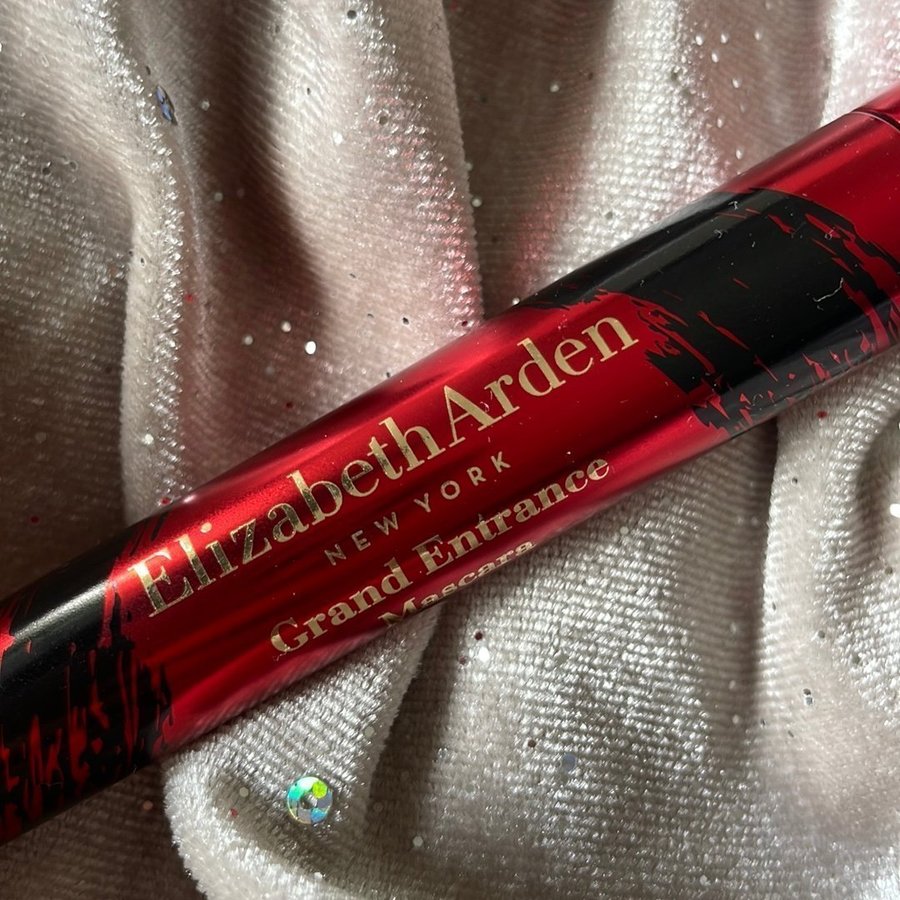 Elizabeth Arden
NEW YORK
Grand Entrance
Mascara